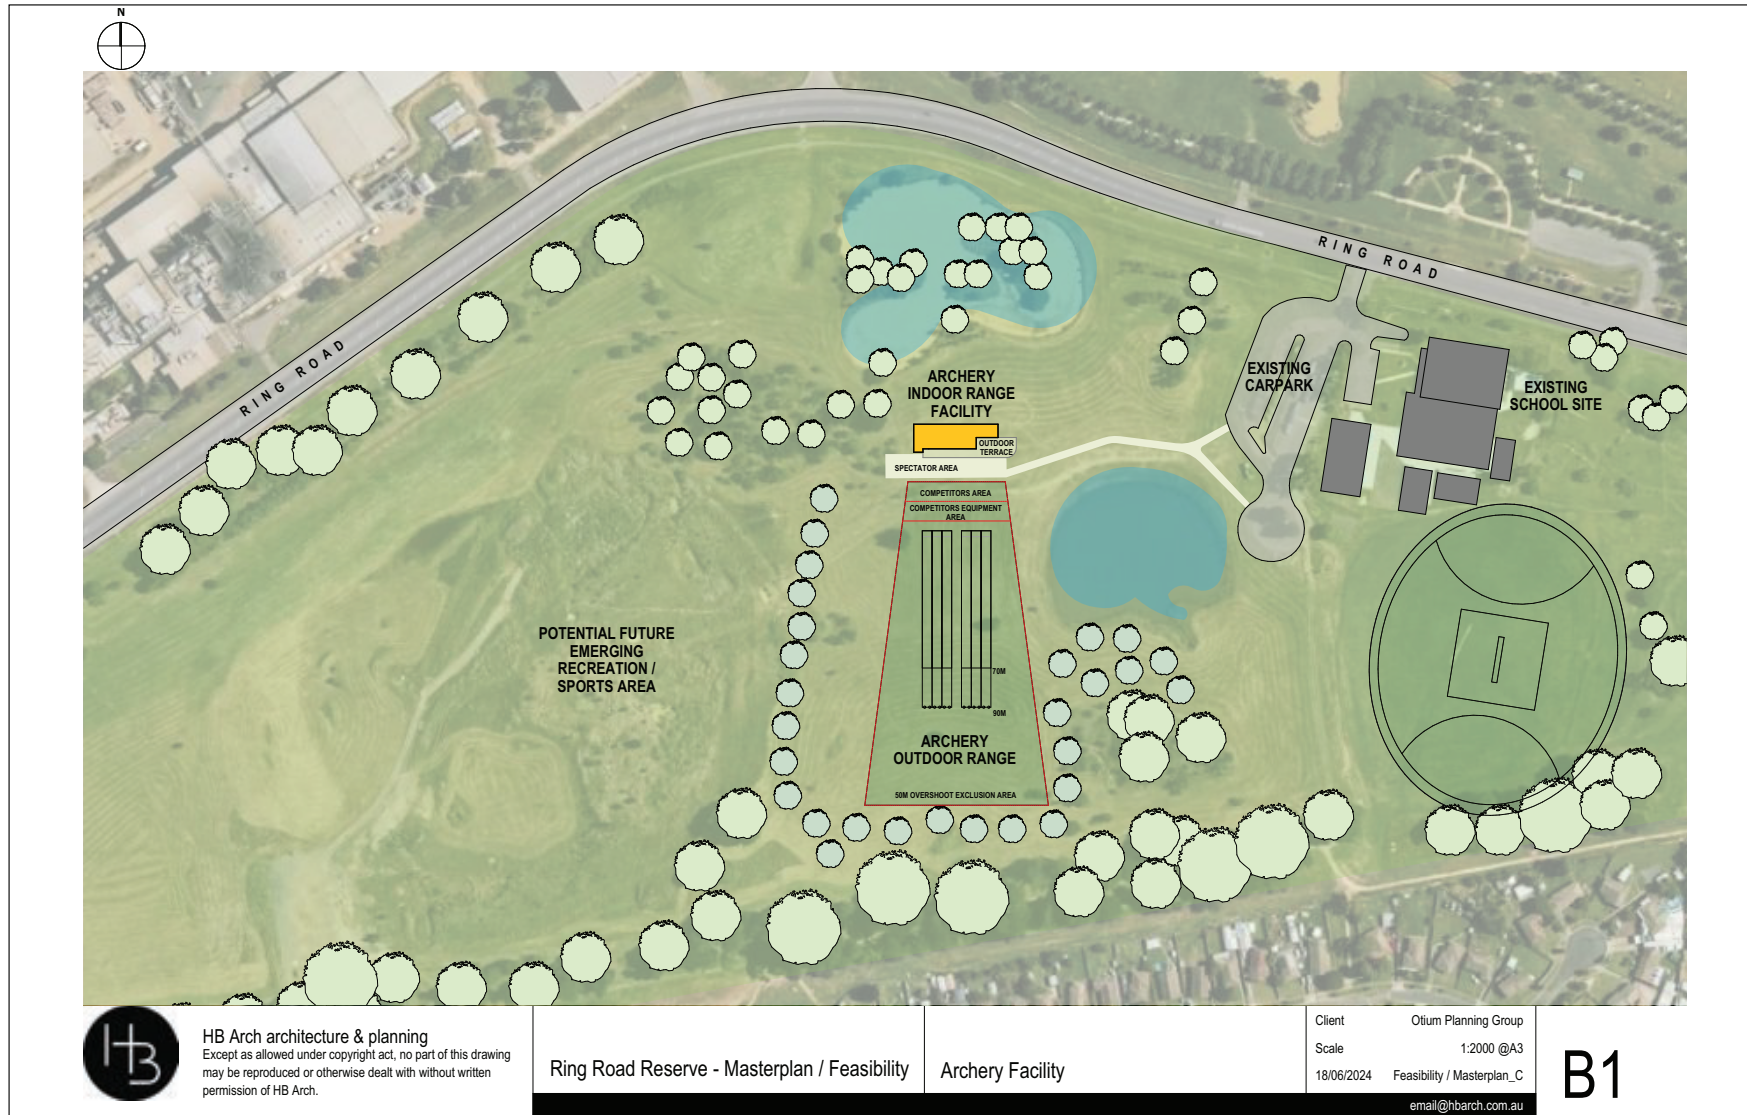 N
RING ROAD
RING ROAD
ARCHERY
INDOOR RANGE
FACILITY
OUTDOOR
TERRACE
SPECTATOR AREA
COMPETITORS AREA
COMPETITORS EQUIPMENT
AREA
EXISTING
CARPARK
EXISTING
SCHOOL SITE
POTENTIAL FUTURE
EMERGING
RECREATION /
SPORTS AREA
70M
90M
ARCHERY
OUTDOOR RANGE
50M OVERSHOOT EXCLUSION AREA
HB
HB Arch architecture & planning
Except as allowed under copyright act, no part of this drawing
may be reproduced or otherwise dealt with without written
permission of HB Arch.
Ring Road Reserve - Masterplan / Feasibility
Archery Facility
Client Otium Planning Group
Scale 1:2000 @A3
18/06/2024 Feasibility / Masterplan_C
email@hbarch.com.au
B1